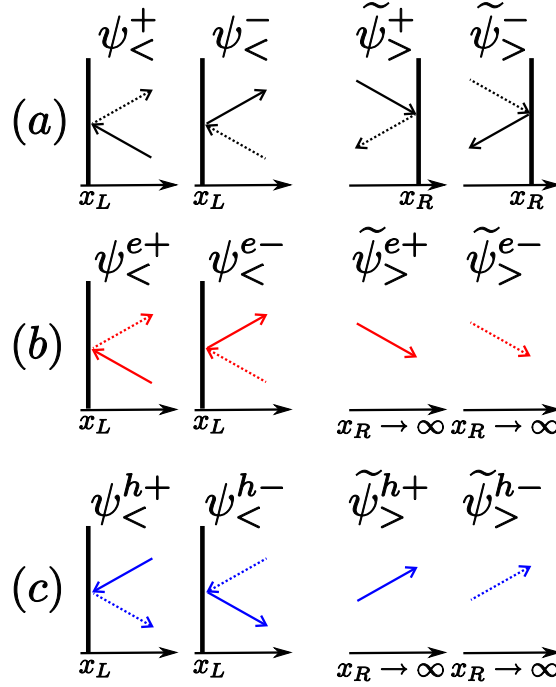 ψ₍<₎⁺ ψ₍<₎⁻ ψ̃₍>₎⁺ ψ̃₍>₎⁻
(a)
x_L x_L x_R x_R
ψ₍<₎ᵉ⁺ ψ₍<₎ᵉ⁻ ψ̃₍>₎ᵉ⁺ ψ̃₍>₎ᵉ⁻
(b)
x_L x_L x_R → ∞ x_R → ∞
ψ₍<₎ʰ⁺ ψ₍<₎ʰ⁻ ψ̃₍>₎ʰ⁺ ψ̃₍>₎ʰ⁻
(c)
x_L x_L x_R → ∞ x_R → ∞